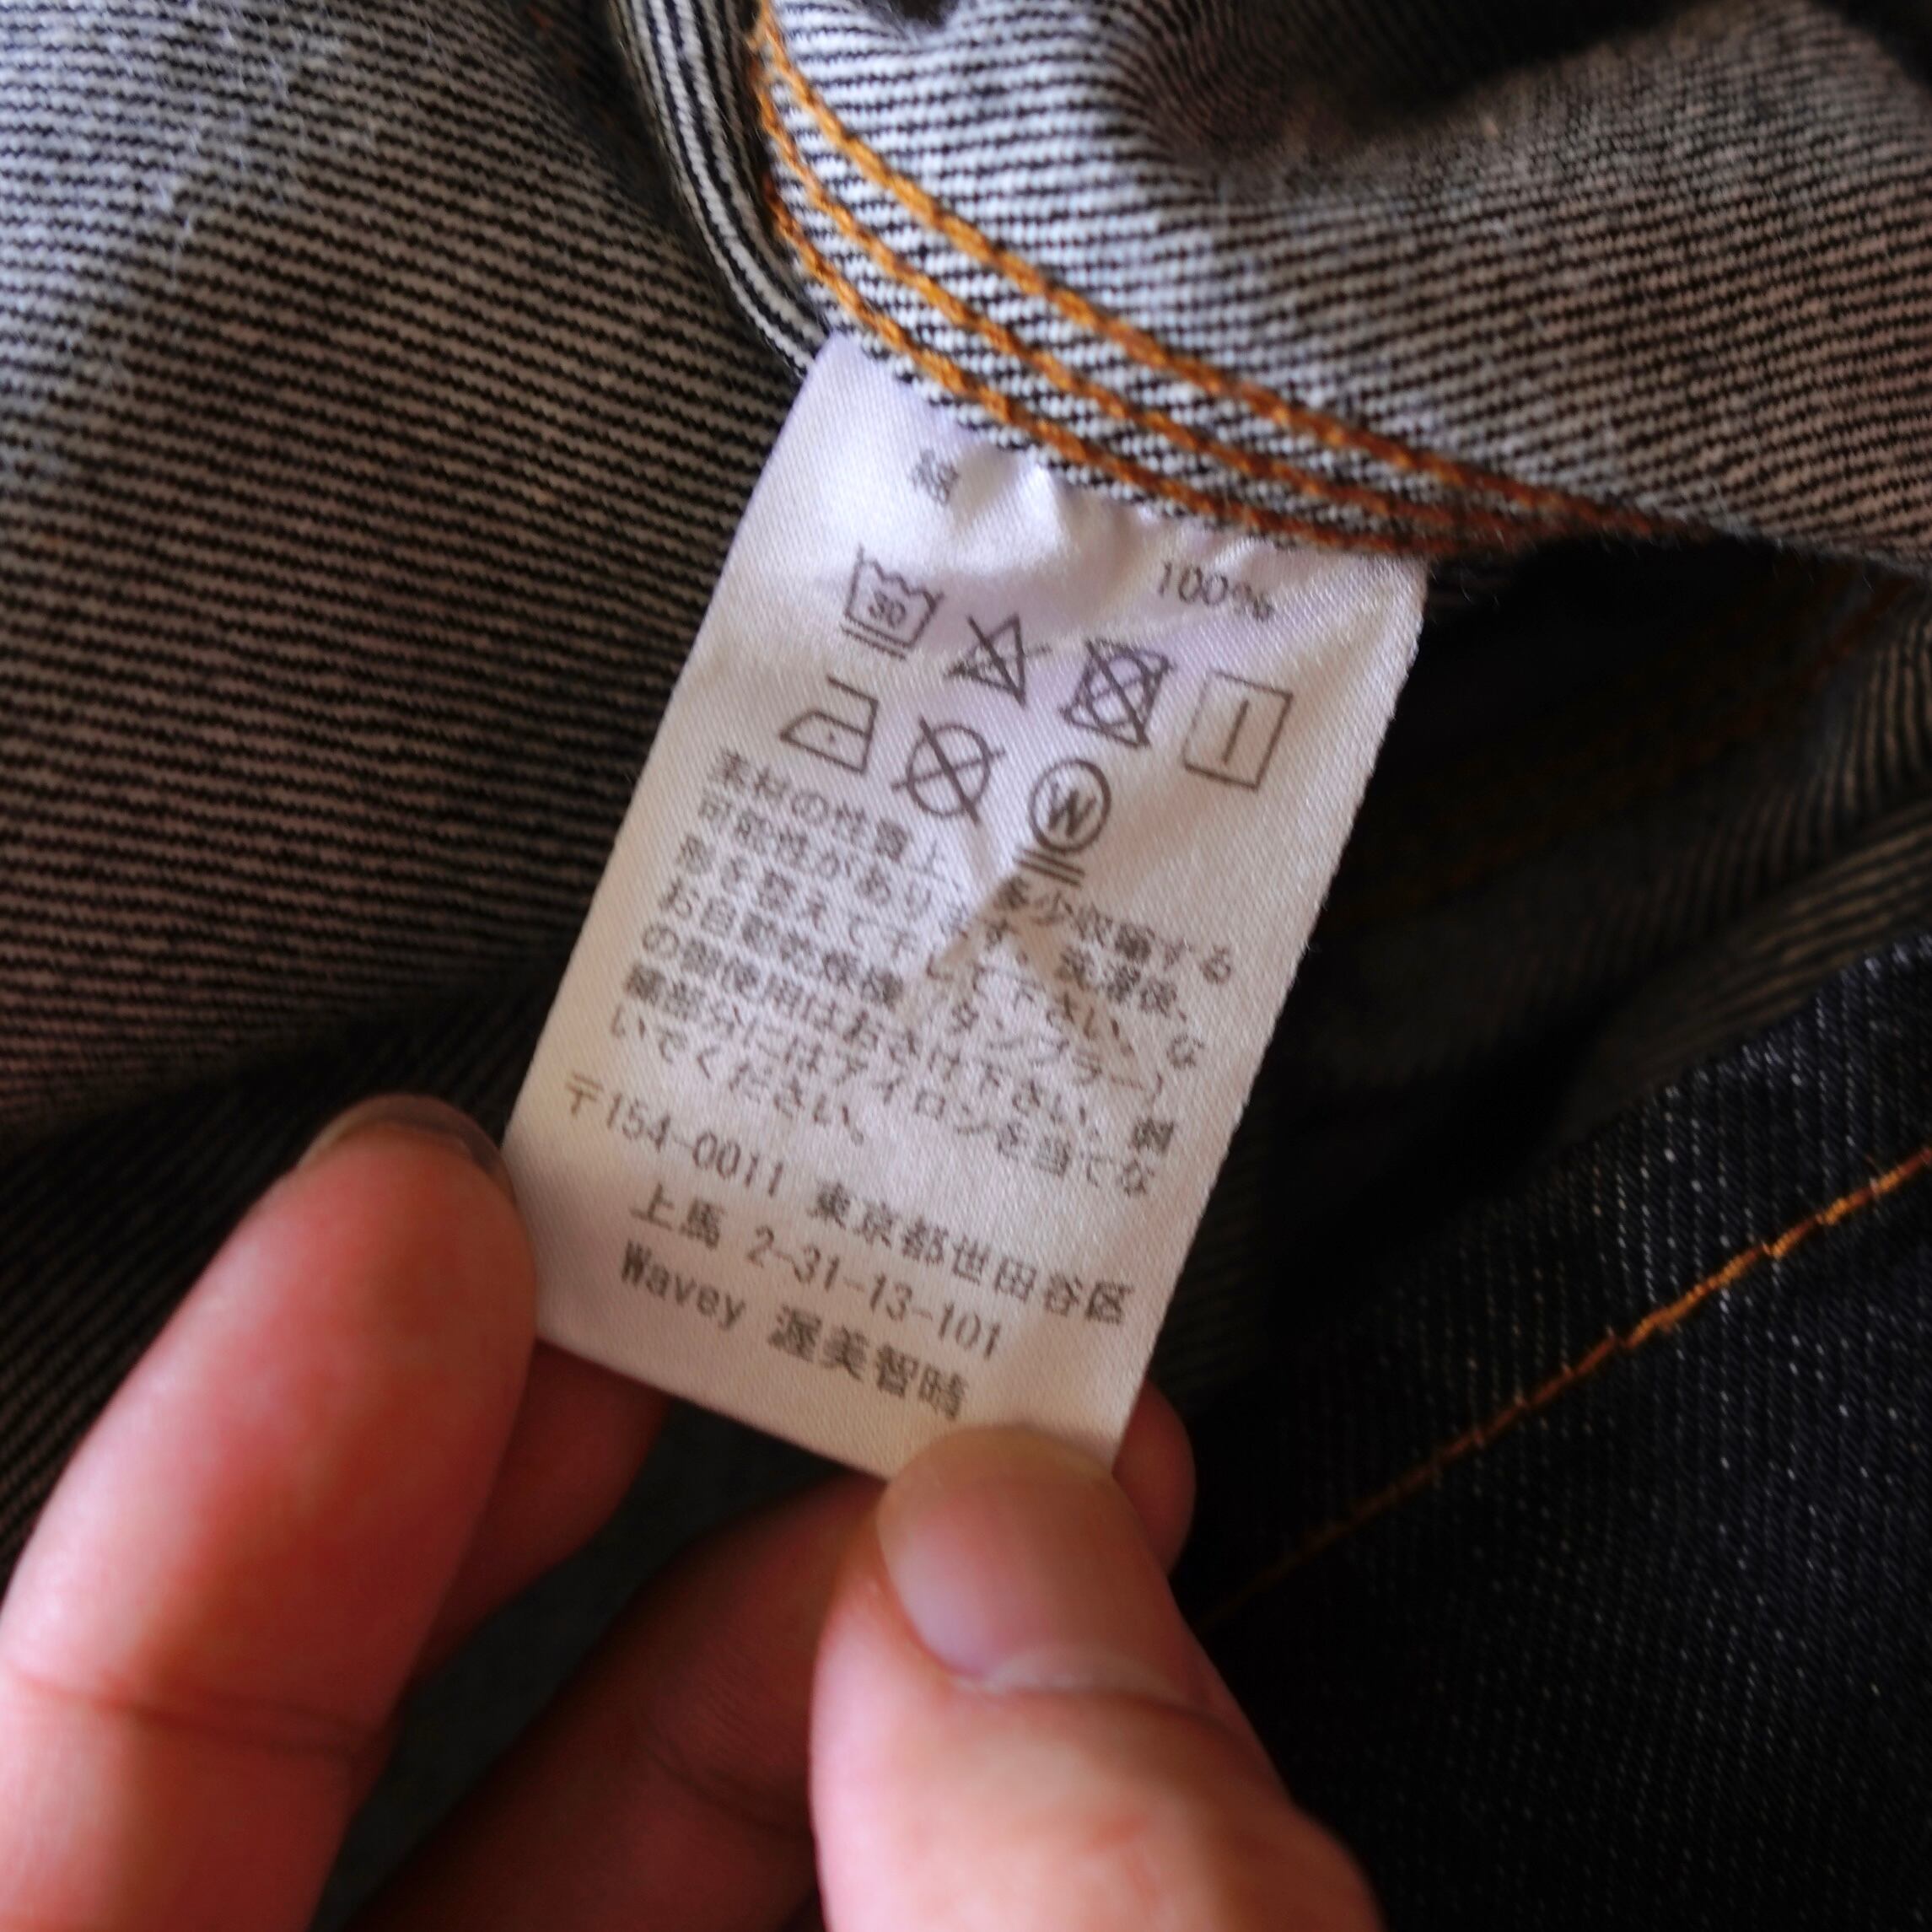 綿 100%
30
W
素材の性質上、多少収縮する
可能性があります。洗濯後、
形を整えて干して下さい。な
お自動乾燥機（タンブラー）
の御使用はお避け下さい。樹
脂部分にはアイロンを当てな
いでください。
〒154-0011 東京都世田谷区
上馬 2-31-13-101
Wavey 渥美智晴